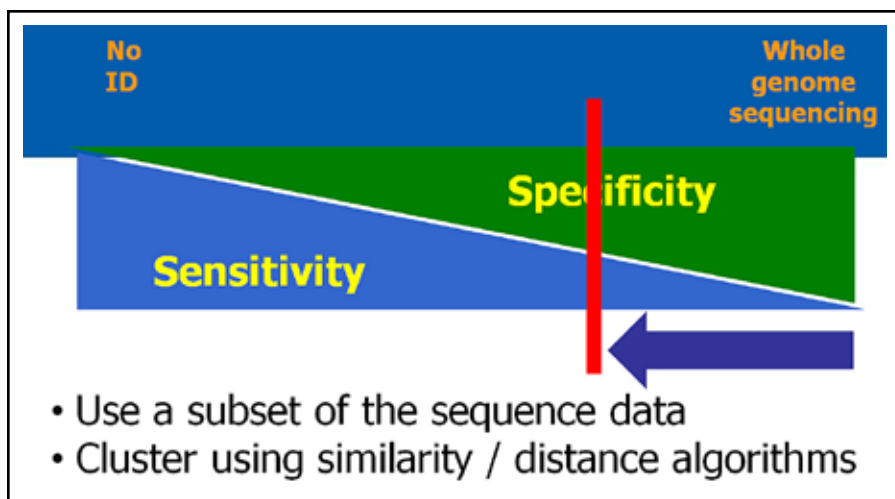 No
ID
Whole
genome
sequencing
Specificity
Sensitivity
• Use a subset of the sequence data
• Cluster using similarity / distance algorithms